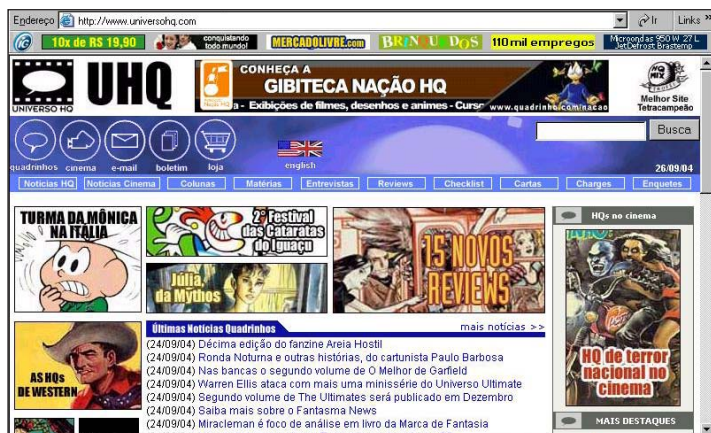 Endereço http://www.universohq.com Ir Links »
10x de R$ 19,90 conquistando todo mundo! MERCADOLIVRE.com BRINQUEDOS 110 mil empregos Microondas 950 W 27 L JetDefrost Brastemp
UNIVERSO HQ
UHQ
CONHEÇA A
GIBITECA NAÇÃO HQ
a - Exibições de filmes, desenhos e animes - Curs
www.quadrinho.com/nacao
HQ MIX
Melhor Site
Tetracampeão
Busca
quadrinhos cinema e-mail boletim loja english
26/09/04
Notícias HQ Notícias Cinema Colunas Matérias Entrevistas Reviews Checklist Cartas Charges Enquetes
TURMA DA MÔNICA
NA ITÁLIA
2º Festival
das Cataratas
do Iguaçu
Julia,
da Mythos
15 NOVOS
REVIEWS
HQs no cinema
HQ de terror
nacional no
cinema
MAIS DESTAQUES
AS HQs
DE WESTERN
Últimas Notícias Quadrinhos mais notícias >>
(24/09/04) Décima edição do fanzine Areia Hostil
(24/09/04) Ronda Noturna e outras histórias, do cartunista Paulo Barbosa
(24/09/04) Nas bancas o segundo volume de O Melhor de Garfield
(24/09/04) Warren Ellis ataca com mais uma minissérie do Universo Ultimate
(24/09/04) Segundo volume de The Ultimates será publicado em Dezembro
(24/09/04) Saiba mais sobre o Fantasma News
(24/09/04) Miracleman é foco de análise em livro da Marca de Fantasia